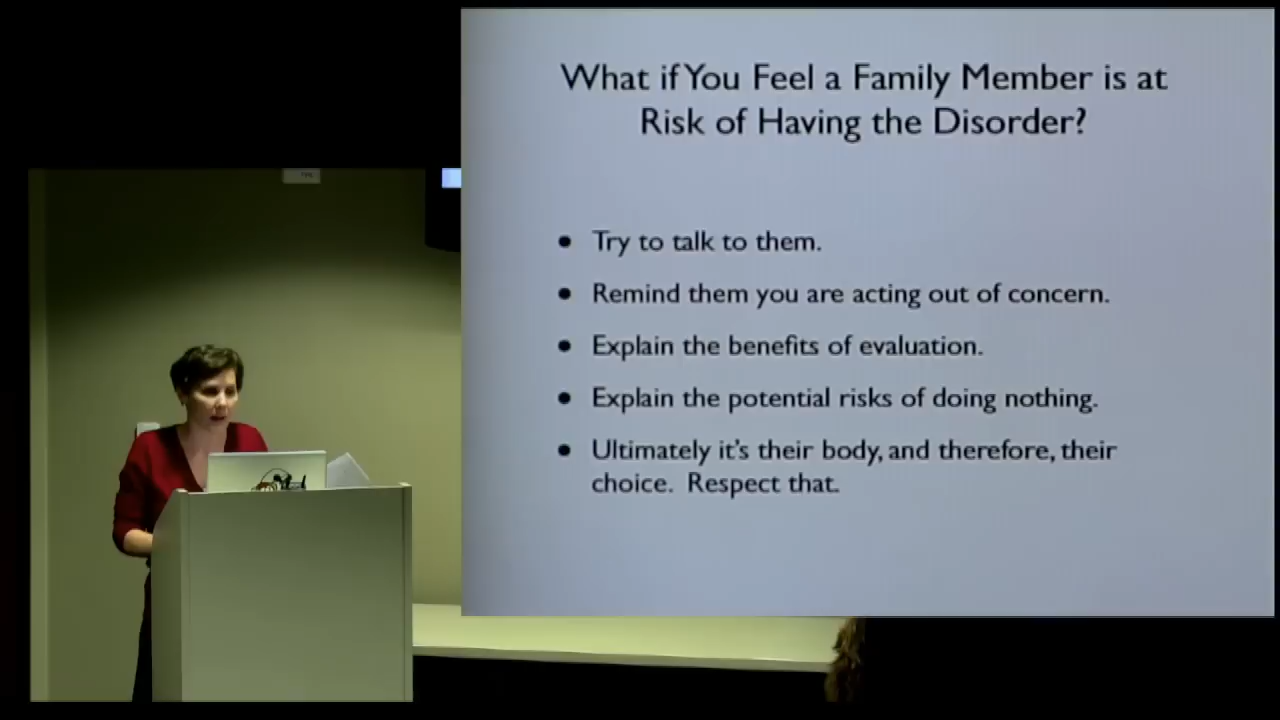 What if You Feel a Family Member is at
Risk of Having the Disorder?
• Try to talk to them.
• Remind them you are acting out of concern.
• Explain the benefits of evaluation.
• Explain the potential risks of doing nothing.
• Ultimately it's their body, and therefore, their
choice. Respect that.